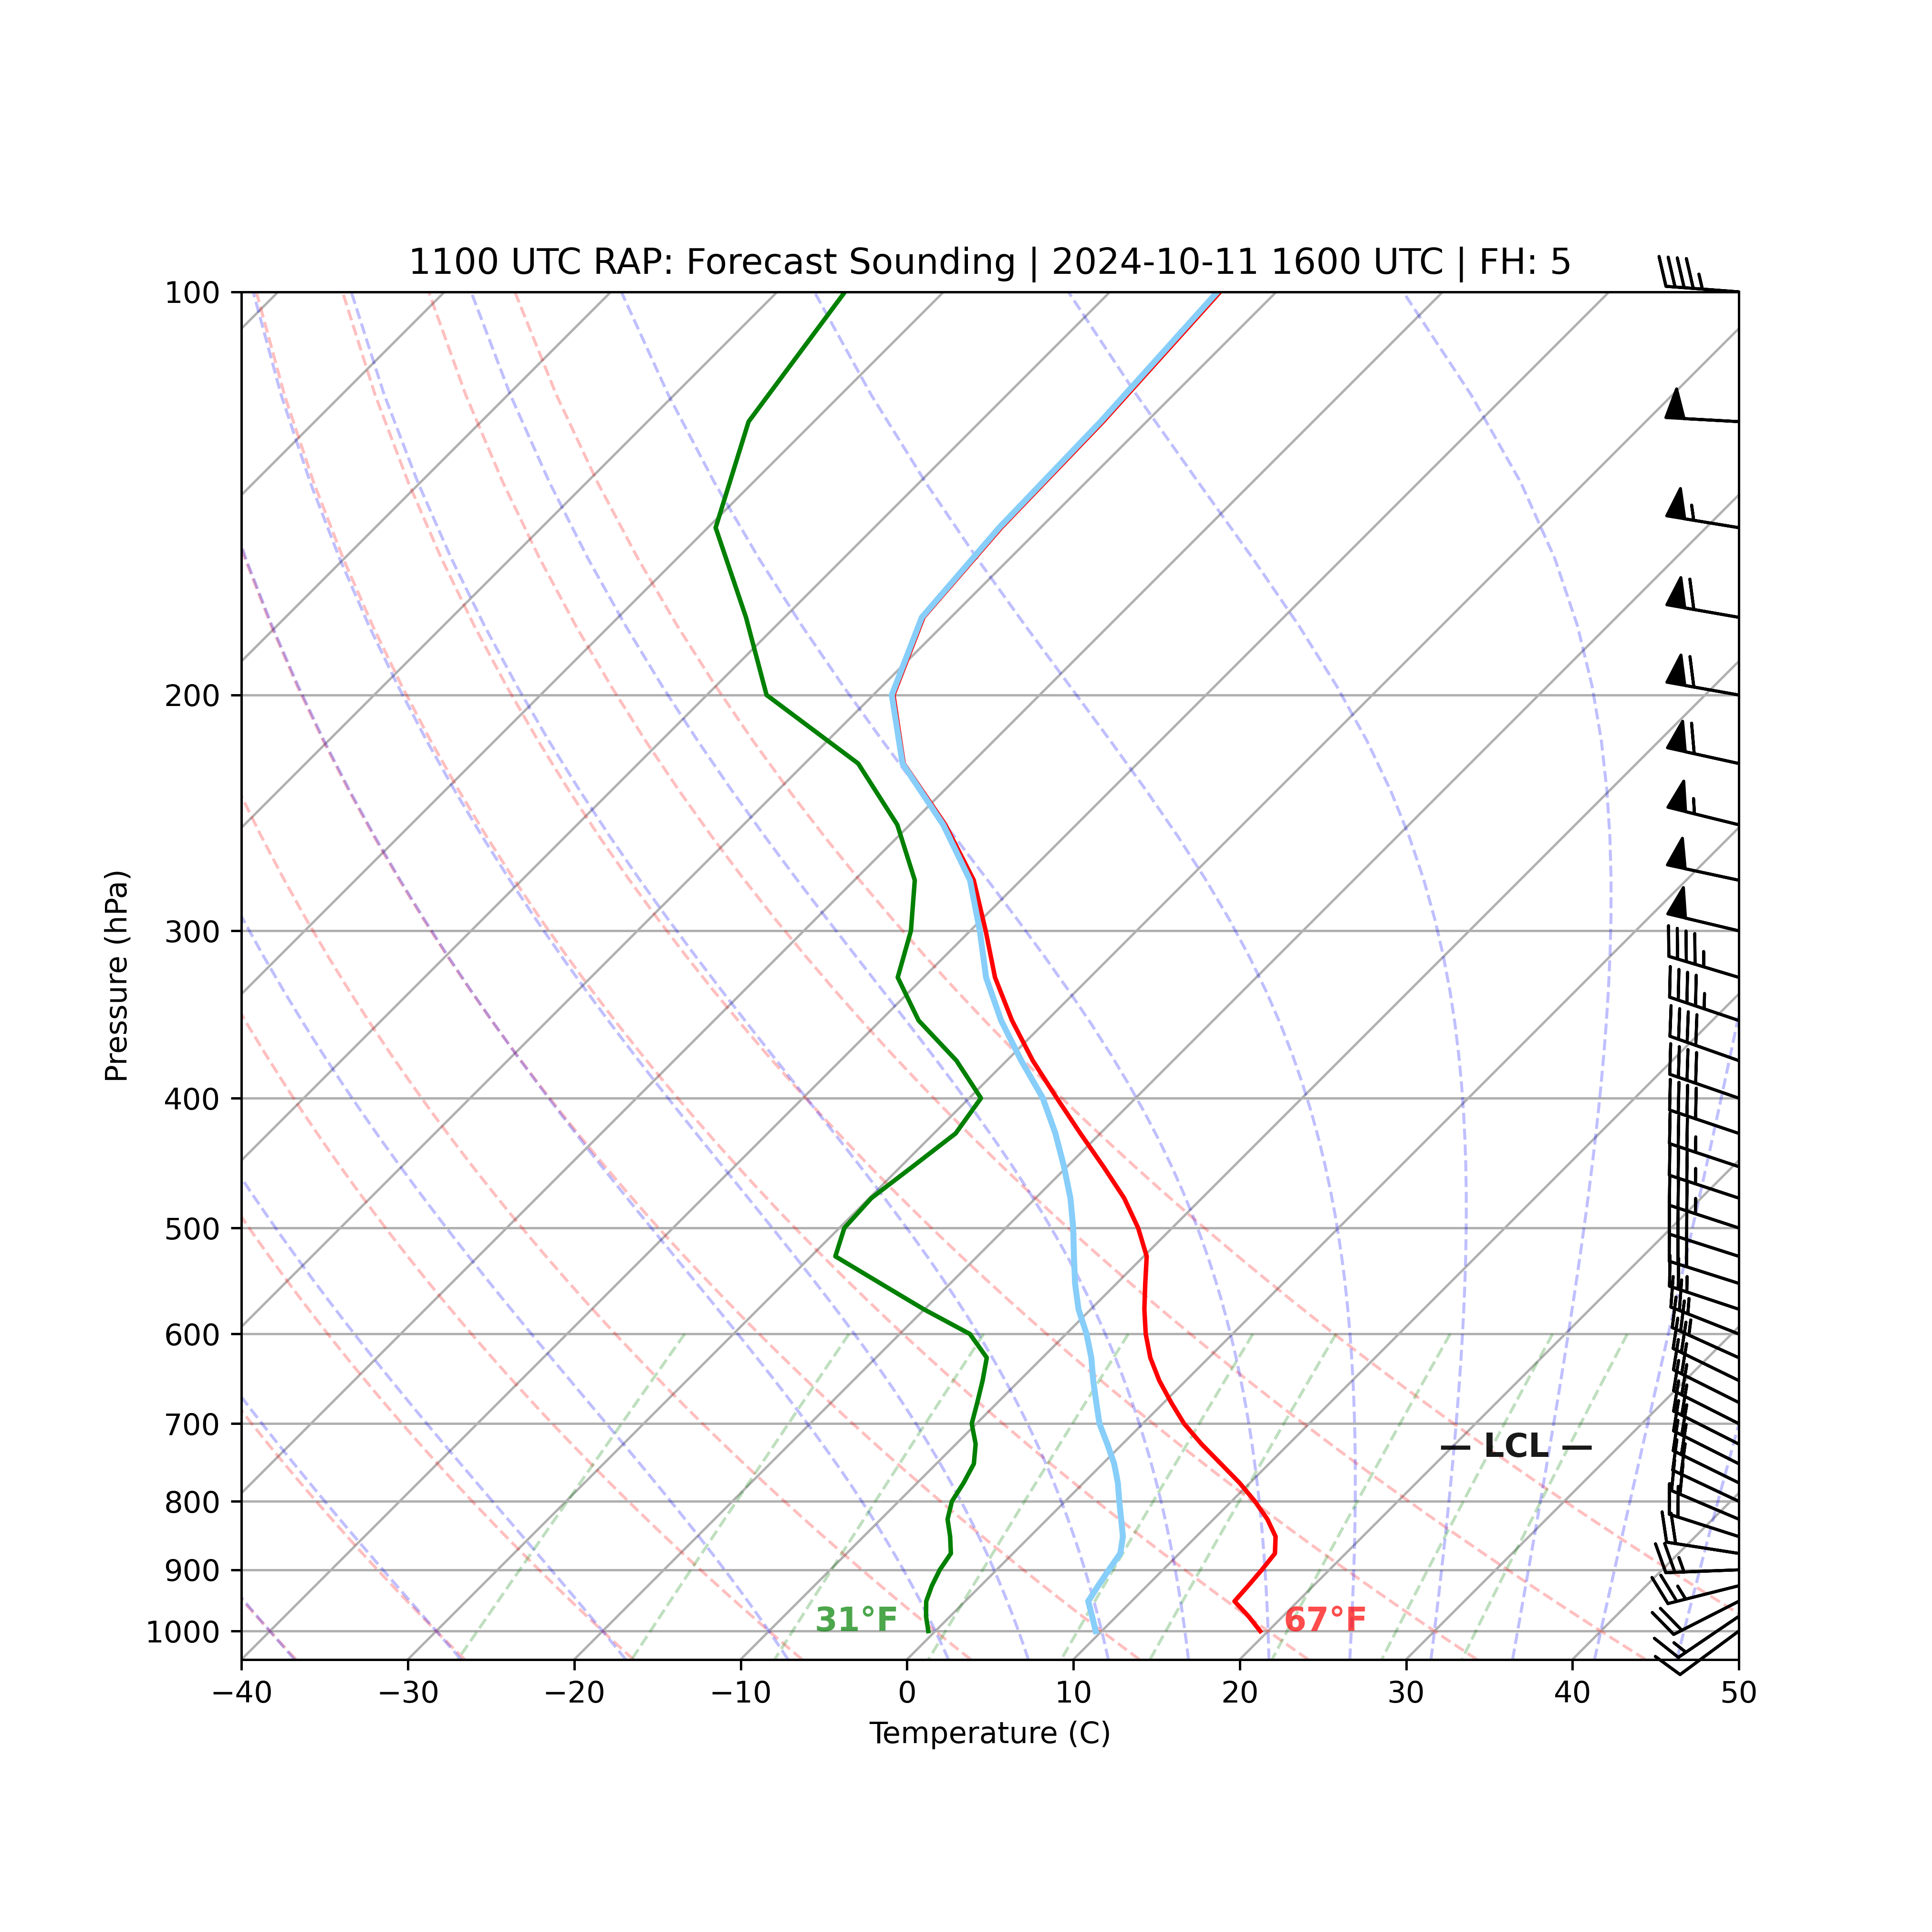 1100 UTC RAP: Forecast Sounding | 2024-10-11 1600 UTC | FH: 5
100
200
300
400
500
600
700
800
900
1000
Pressure (hPa)
— LCL —
31°F
67°F
−40 −30 −20 −10 0 10 20 30 40 50
Temperature (C)